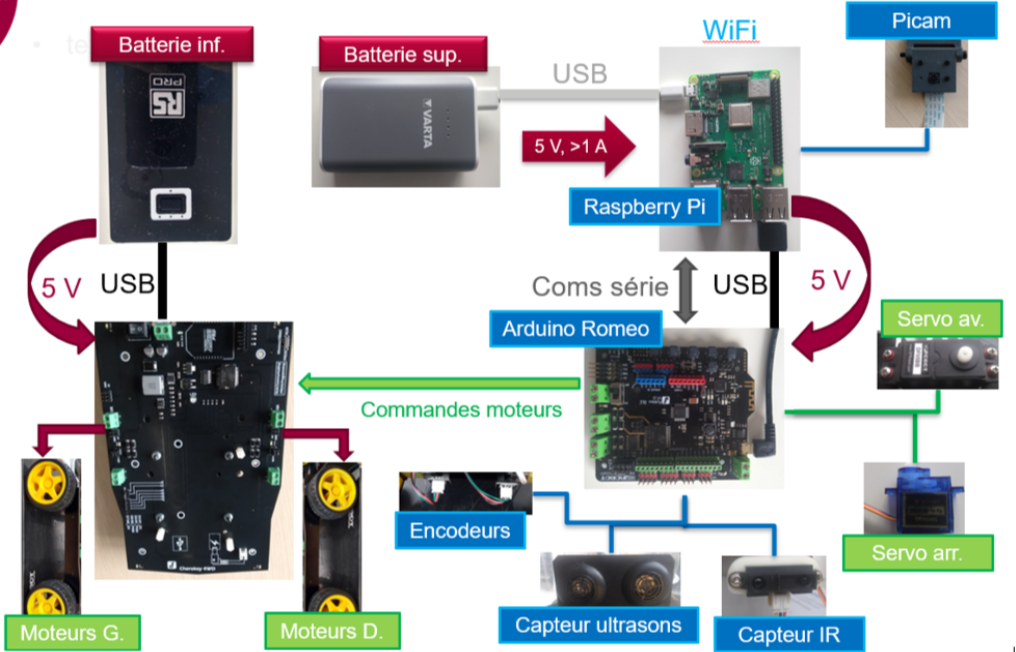 Batterie inf.
Batterie sup.
WiFi
Picam
USB
RS
PRO
VARTA
5 V, >1 A
Raspberry Pi
5 V
USB
Coms série
USB
5 V
Arduino Romeo
Servo av.
Commandes moteurs
Encodeurs
Servo arr.
Moteurs G.
Moteurs D.
Capteur ultrasons
Capteur IR